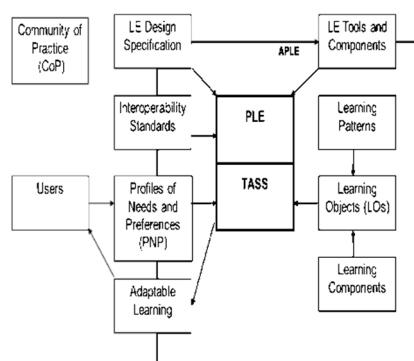 Community of
Practice
(CoP)
LE Design
Specification
APLE
LE Tools and
Components
Interoperability
Standards
PLE
Learning
Patterns
Users
Profiles of
Needs and
Preferences
(PNP)
TASS
Learning
Objects (LOs)
Adaptable
Learning
Learning
Components